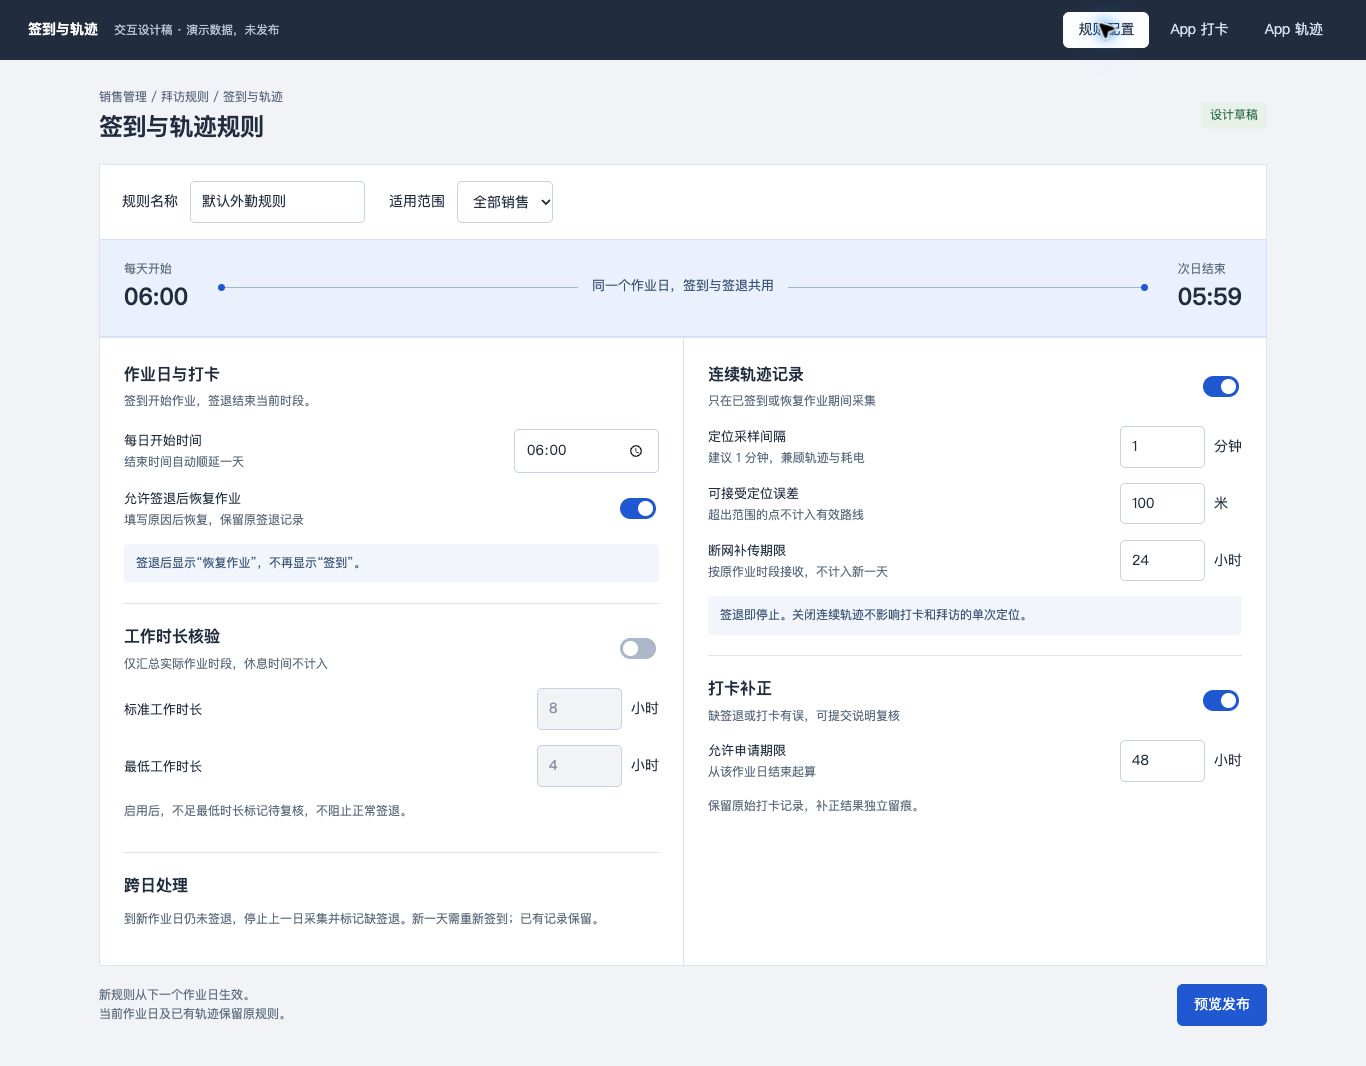 签到与轨迹 交互设计稿 · 演示数据，未发布
规则配置 App 打卡 App 轨迹
销售管理 / 拜访规则 / 签到与轨迹
签到与轨迹规则
设计草稿
规则名称 默认外勤规则 适用范围 全部销售
每天开始
06:00
同一个作业日，签到与签退共用
次日结束
05:59
作业日与打卡
签到开始作业，签退结束当前时段。
每日开始时间
结束时间自动顺延一天
06:00
允许签退后恢复作业
填写原因后恢复，保留原签退记录
签退后显示“恢复作业”，不再显示“签到”。
工作时长核验
仅汇总实际作业时段，休息时间不计入
标准工作时长 8 小时
最低工作时长 4 小时
启用后，不足最低时长标记待复核，不阻止正常签退。
跨日处理
到新作业日仍未签退，停止上一日采集并标记缺签退。新一天需重新签到；已有记录保留。
连续轨迹记录
只在已签到或恢复作业期间采集
定位采样间隔
建议 1 分钟，兼顾轨迹与耗电
1 分钟
可接受定位误差
超出范围的点不计入有效路线
100 米
断网补传期限
按原作业时段接收，不计入新一天
24 小时
签退即停止。关闭连续轨迹不影响打卡和拜访的单次定位。
打卡补正
缺签退或打卡有误，可提交说明复核
允许申请期限
从该作业日结束起算
48 小时
保留原始打卡记录，补正结果独立留痕。
新规则从下一个作业日生效。
当前作业日及已有轨迹保留原规则。
预览发布